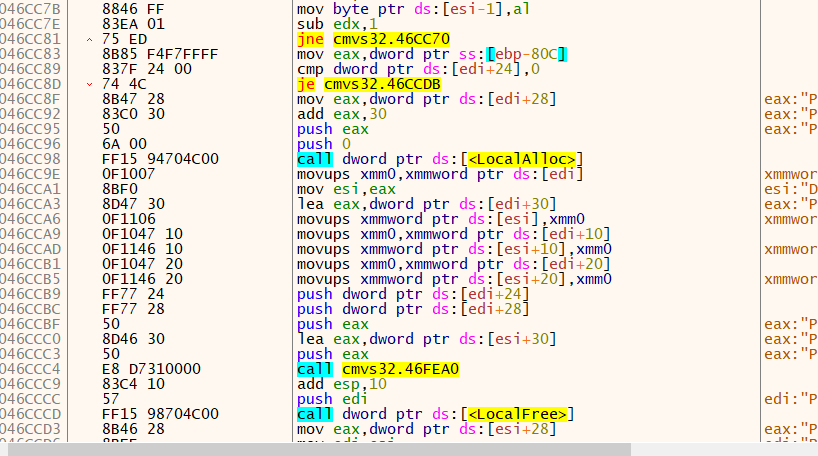 046CC7B 8846 FF mov byte ptr ds:[esi-1],al
046CC7E 83EA 01 sub edx,1
046CC81 75 ED jne cmvs32.46CC70
046CC83 8B85 F4F7FFFF mov eax,dword ptr ss:[ebp-80C]
046CC89 837F 24 00 cmp dword ptr ds:[edi+24],0
046CC8D 74 4C je cmvs32.46CCDB
046CC8F 8B47 28 mov eax,dword ptr ds:[edi+28] eax:"P
046CC92 83C0 30 add eax,30 eax:"P
046CC95 50 push eax eax:"P
046CC96 6A 00 push 0
046CC98 FF15 94704C00 call dword ptr ds:[<LocalAlloc>]
046CC9E 0F1007 movups xmm0,xmmword ptr ds:[edi] xmmwor
046CCA1 8BF0 mov esi,eax esi:"D
046CCA3 8D47 30 lea eax,dword ptr ds:[edi+30] eax:"P
046CCA6 0F1106 movups xmmword ptr ds:[esi],xmm0 xmmwor
046CCA9 0F1047 10 movups xmm0,xmmword ptr ds:[edi+10]
046CCAD 0F1146 10 movups xmmword ptr ds:[esi+10],xmm0 xmmwor
046CCB1 0F1047 20 movups xmm0,xmmword ptr ds:[edi+20]
046CCB5 0F1146 20 movups xmmword ptr ds:[esi+20],xmm0 xmmwor
046CCB9 FF77 24 push dword ptr ds:[edi+24]
046CCBC FF77 28 push dword ptr ds:[edi+28]
046CCBF 50 push eax eax:"P
046CCC0 8D46 30 lea eax,dword ptr ds:[esi+30] eax:"P
046CCC3 50 push eax eax:"P
046CCC4 E8 D7310000 call cmvs32.46FEA0
046CCC9 83C4 10 add esp,10
046CCCC 57 push edi edi:"P
046CCCD FF15 98704C00 call dword ptr ds:[<LocalFree>]
046CCD3 8B46 28 mov eax,dword ptr ds:[esi+28] eax:"P